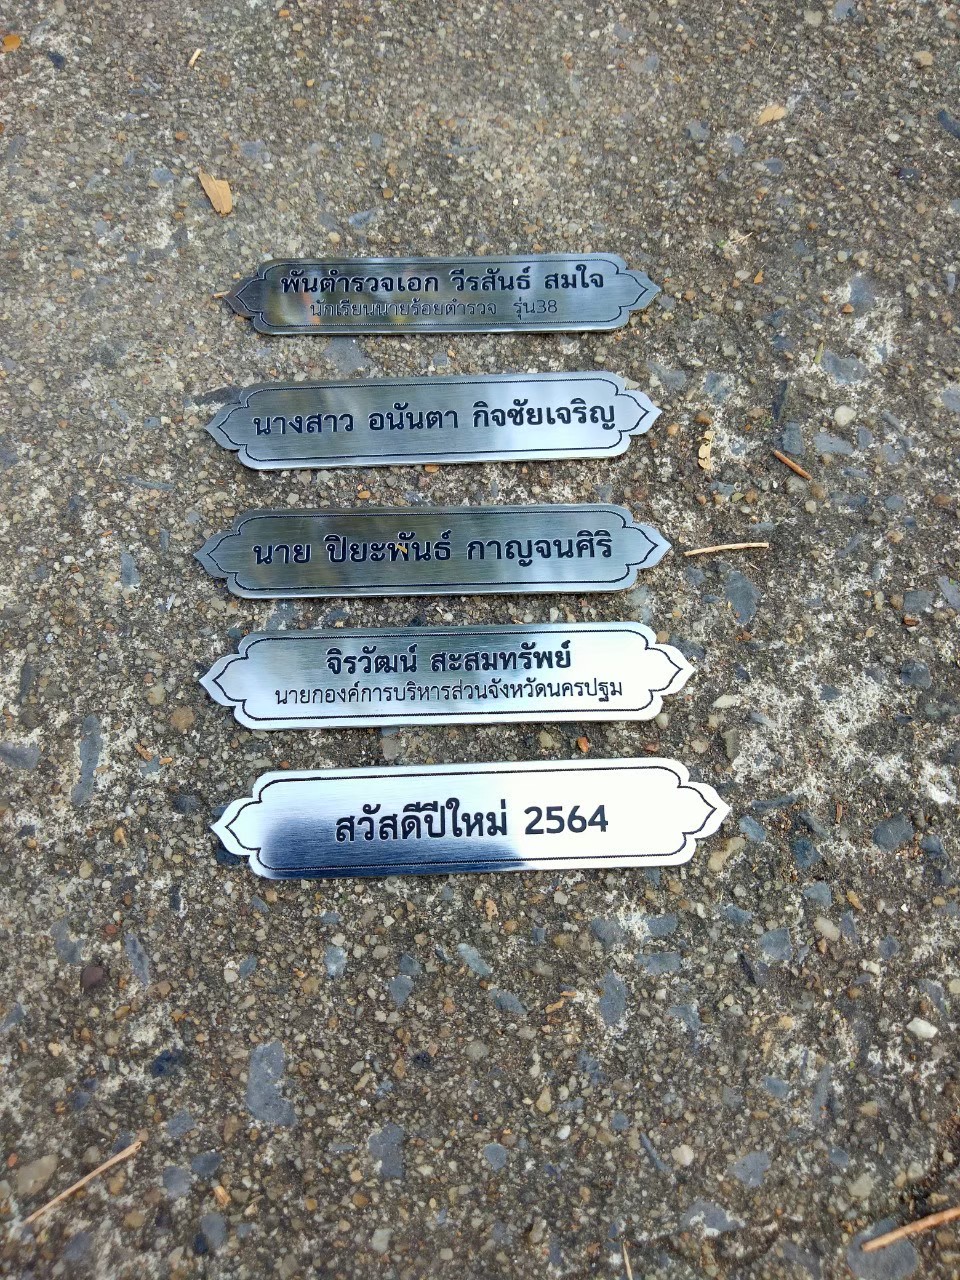 พันตำรวจเอก วีรสันธ์ สมใจ
นักเรียนนายร้อยตำรวจ รุ่น38
นางสาว อนันตา กิจชัยเจริญ
นาย ปิยะพันธ์ กาญจนศิริ
จิรวัฒน์ สะสมทรัพย์
นายกองค์การบริหารส่วนจังหวัดนครปฐม
สวัสดีปีใหม่ 2564